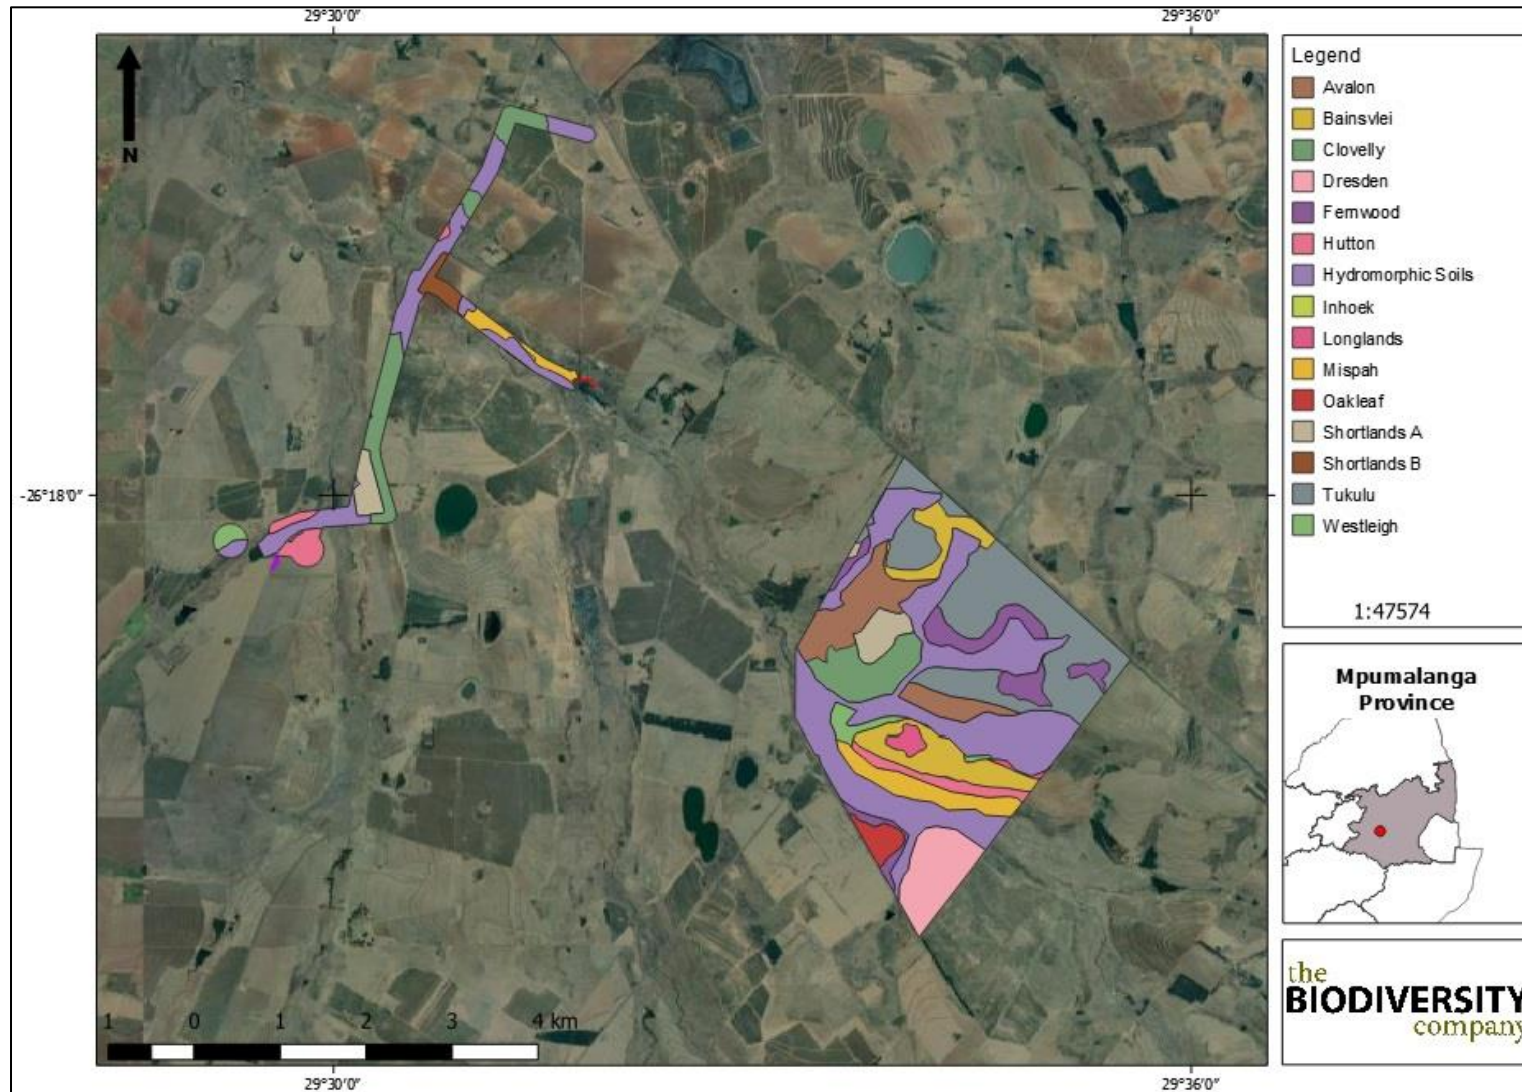 29°30'0"
29°36'0"
N
-26°18'0"
1 0 1 2 3 4 km
29°30'0"
29°36'0"
Legend
Avalon
Bainsvlei
Clovelly
Dresden
Fernwood
Hutton
Hydromorphic Soils
Inhoek
Longlands
Mispah
Oakleaf
Shortlands A
Shortlands B
Tukulu
Westleigh
1:47574
Mpumalanga
Province
the
BIODIVERSITY
company